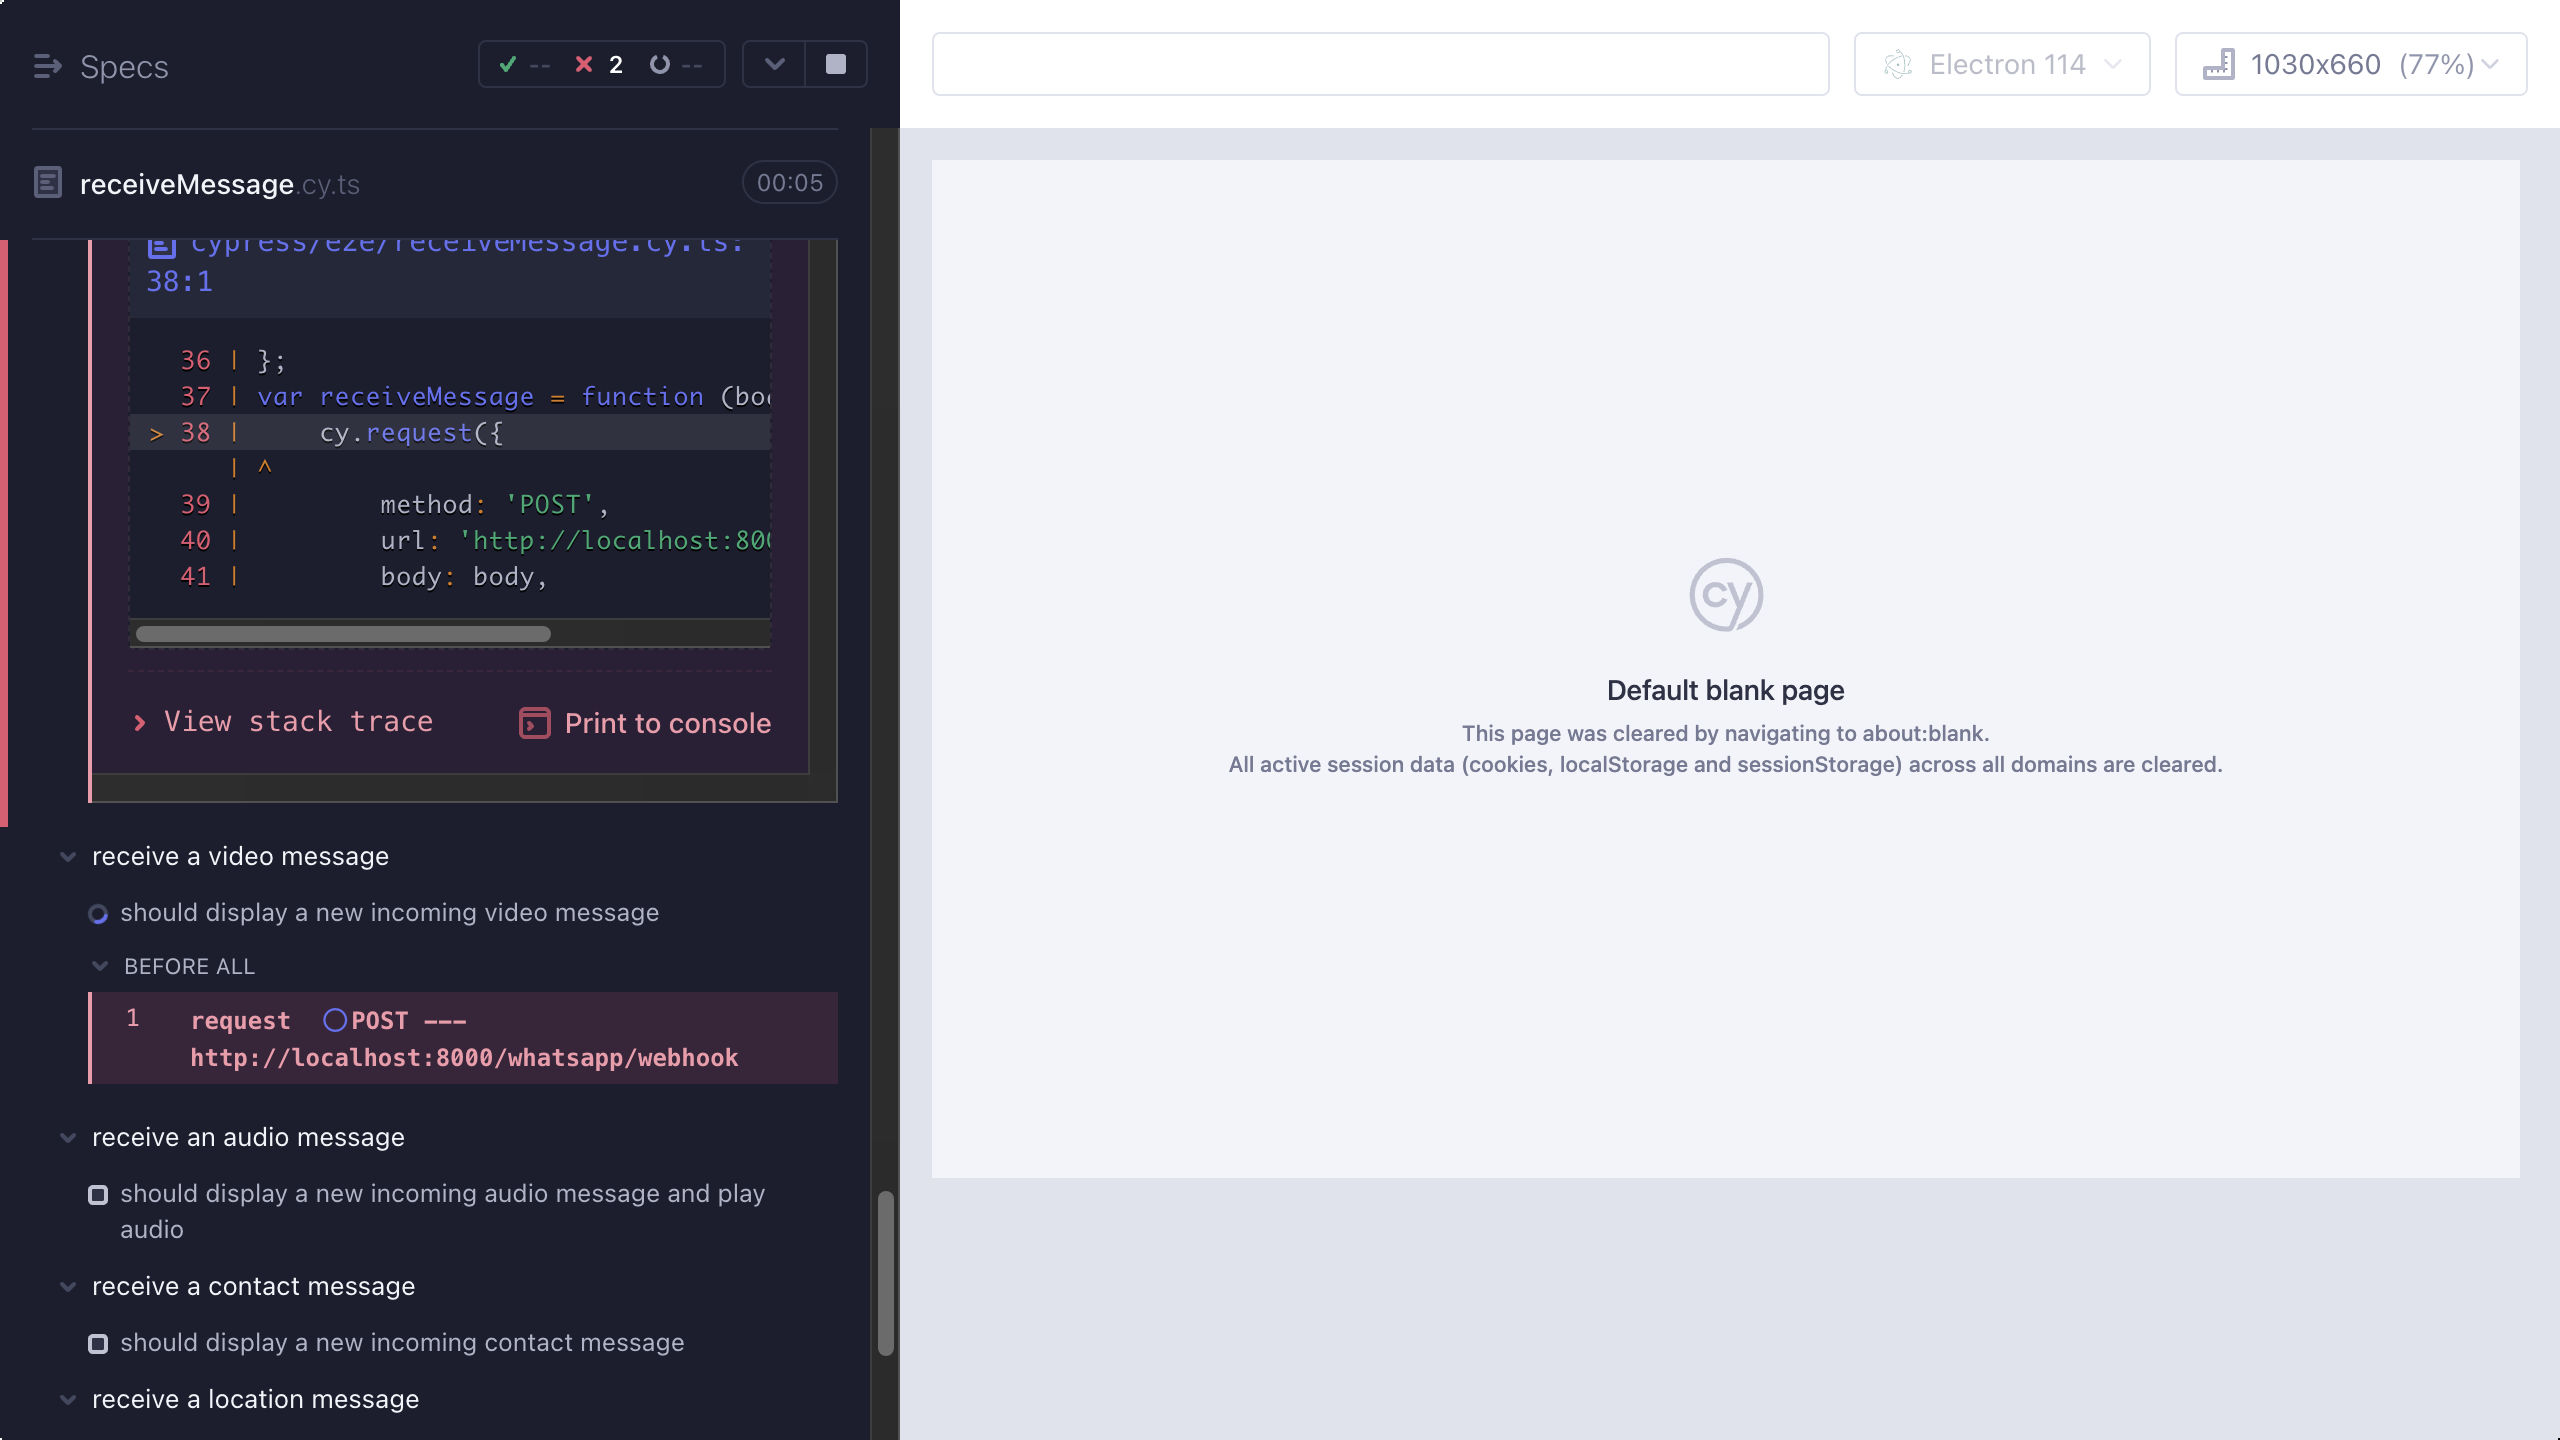 Specs
-- 2 --
Electron 114
1030x660 (77%)
receiveMessage.cy.ts
00:05
cypress/e2e/receiveMessage.cy.ts:
38:1
36 | };
37 | var receiveMessage = function (bo
> 38 |     cy.request({
| ^
39 |         method: 'POST',
40 |         url: 'http://localhost:800
41 |         body: body,
View stack trace
Print to console
receive a video message
should display a new incoming video message
BEFORE ALL
1 request POST ---
http://localhost:8000/whatsapp/webhook
receive an audio message
should display a new incoming audio message and play
audio
receive a contact message
should display a new incoming contact message
receive a location message
cy
Default blank page
This page was cleared by navigating to about:blank.
All active session data (cookies, localStorage and sessionStorage) across all domains are cleared.